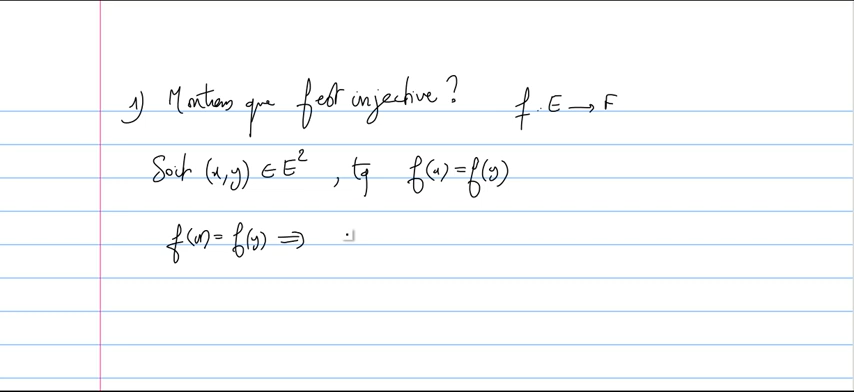 1) Montrons que f est injective ? f : E → F
Soit (x, y) ∈ E², tq f(x) = f(y)
f(x) = f(y) ⇒